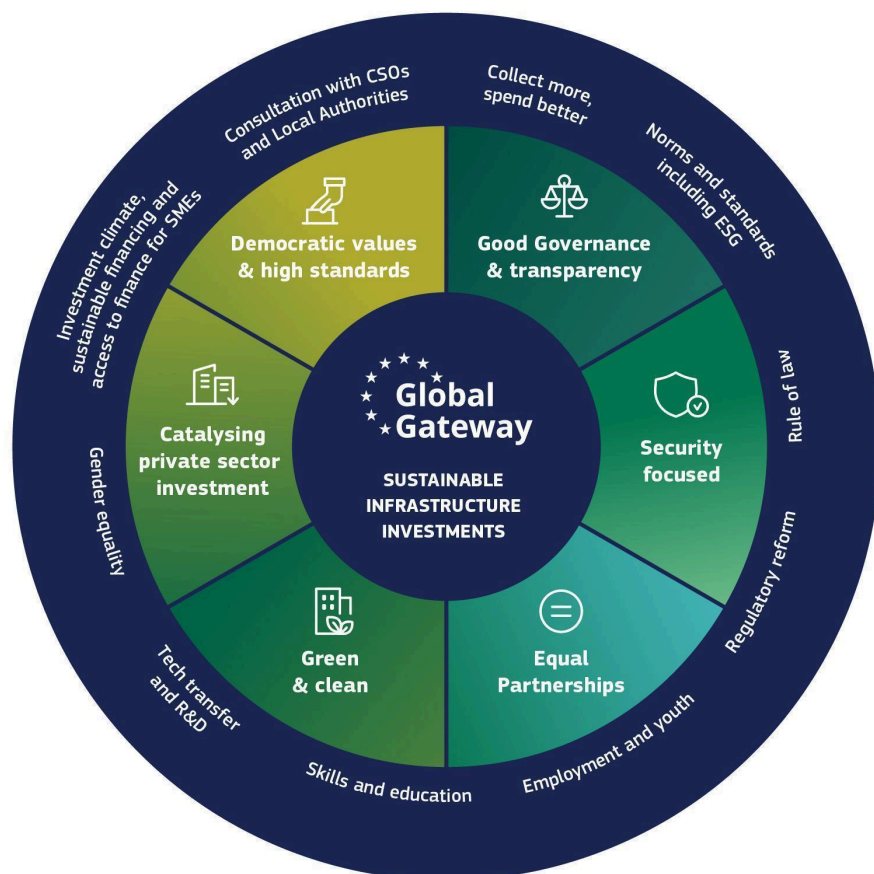 Collect more,
spend better
Norms and standards
including ESG
Rule of law
Regulatory reform
Employment and youth
Skills and education
Tech transfer
and R&D
Gender equality
Investment climate,
sustainable financing and
access to finance for SMEs
Consultation with CSOs
and Local Authorities
Democratic values
& high standards
Good Governance
& transparency
Security
focused
Equal
Partnerships
Green
& clean
Catalysing
private sector
investment
Global
Gateway
SUSTAINABLE
INFRASTRUCTURE
INVESTMENTS